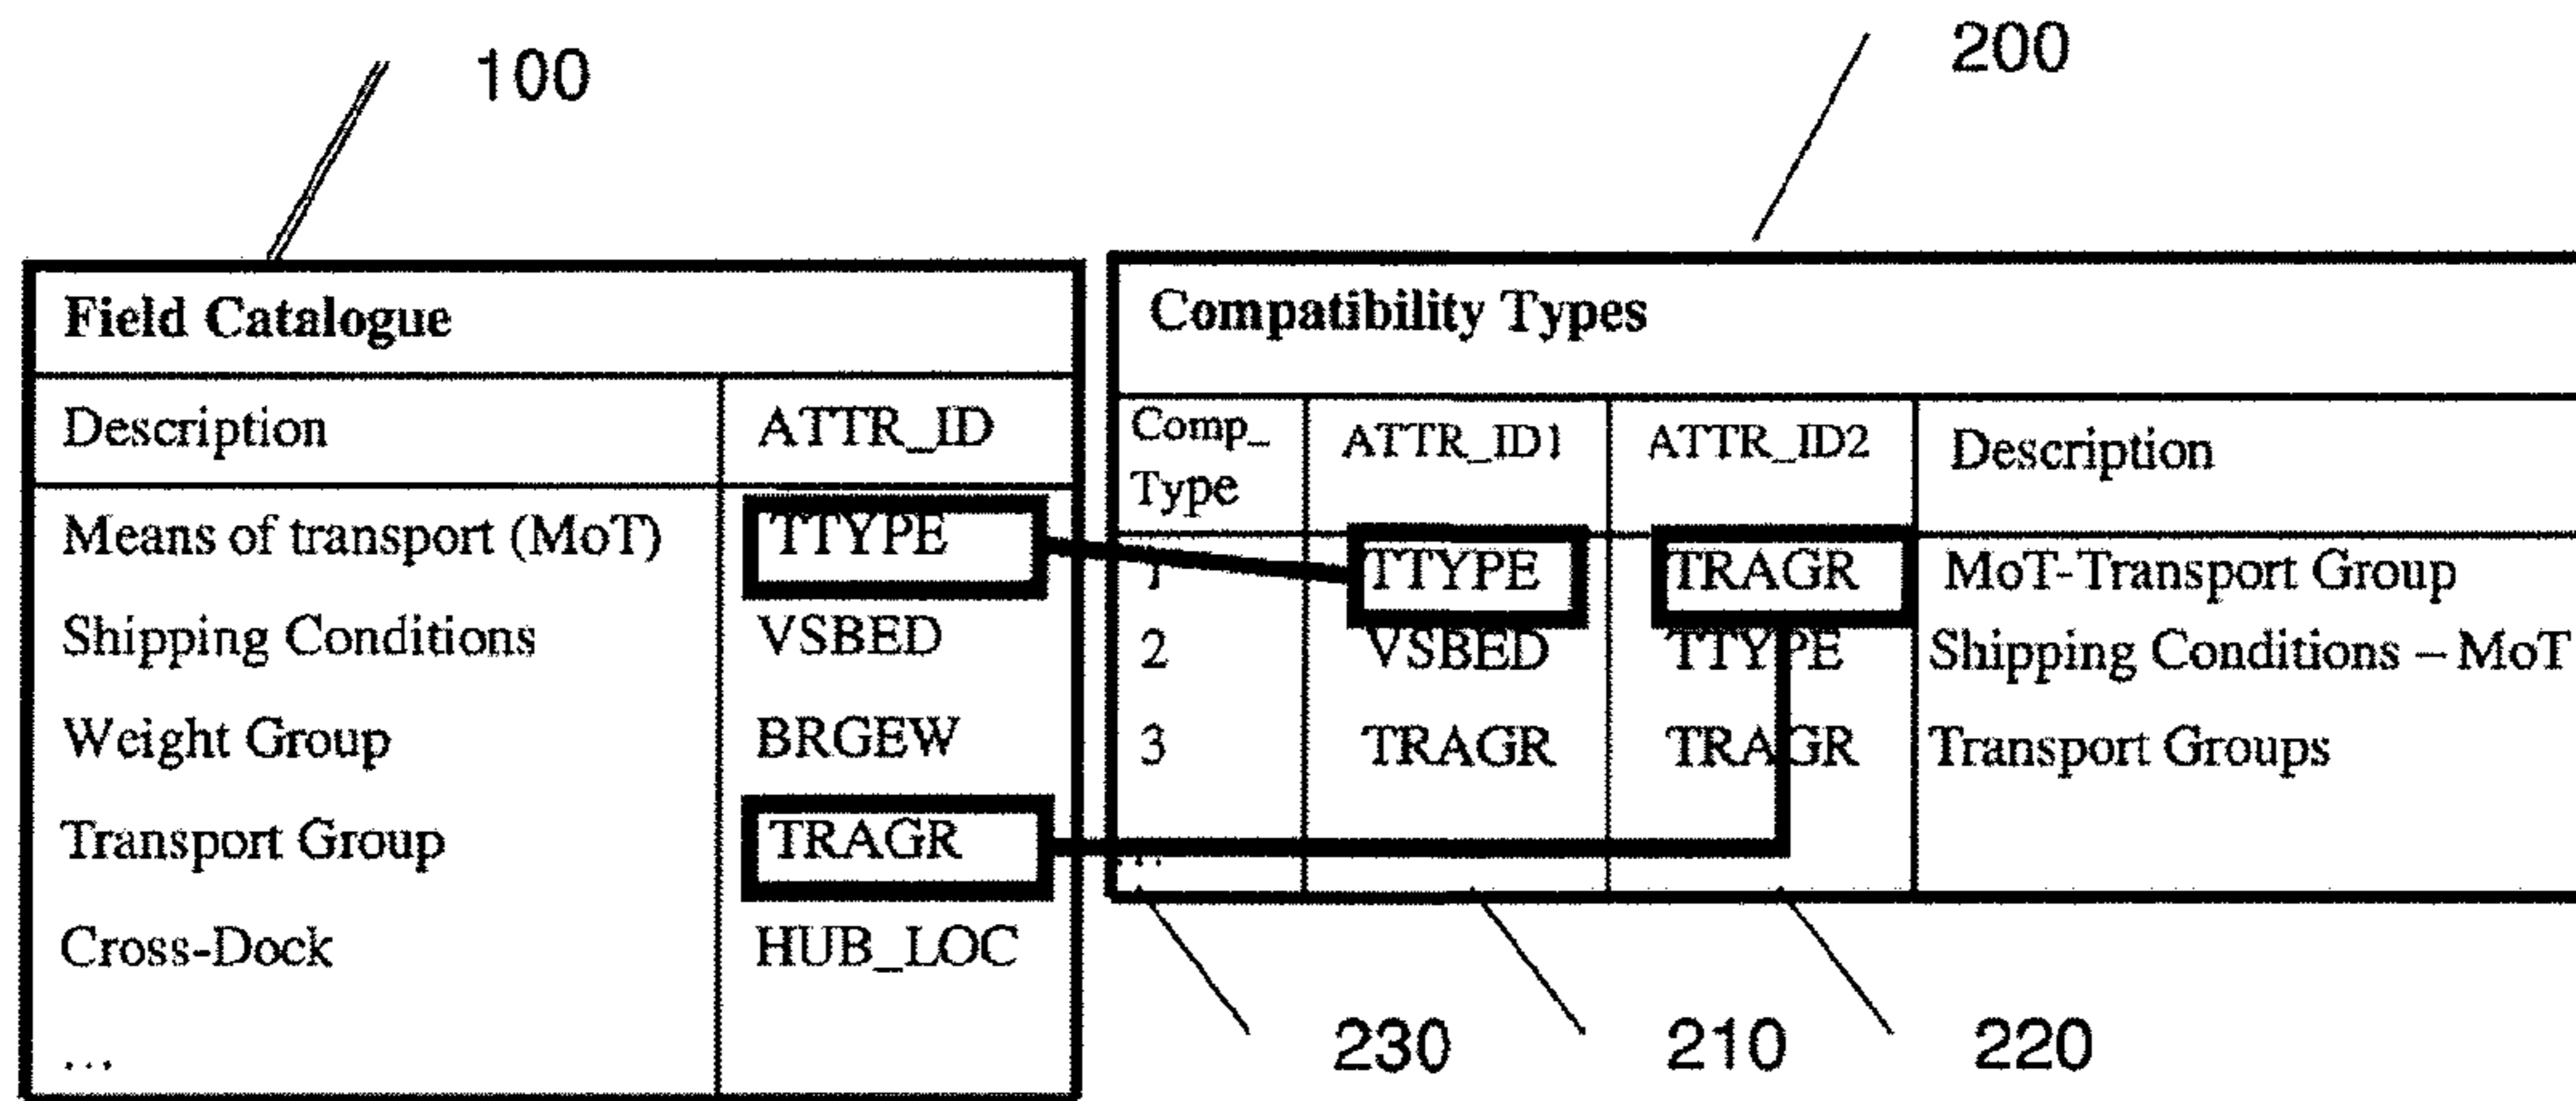 100
200
Field Catalogue
Description ATTR_ID
Means of transport (MoT) TTYPE
Shipping Conditions VSBED
Weight Group BRGEW
Transport Group TRAGR
Cross-Dock HUB_LOC
...
Compatibility Types
Comp_ ATTR_ID1 ATTR_ID2 Description
Type
1 TTYPE TRAGR MoT-Transport Group
2 VSBED TTYPE Shipping Conditions – MoT
3 TRAGR TRAGR Transport Groups
...
230 210 220